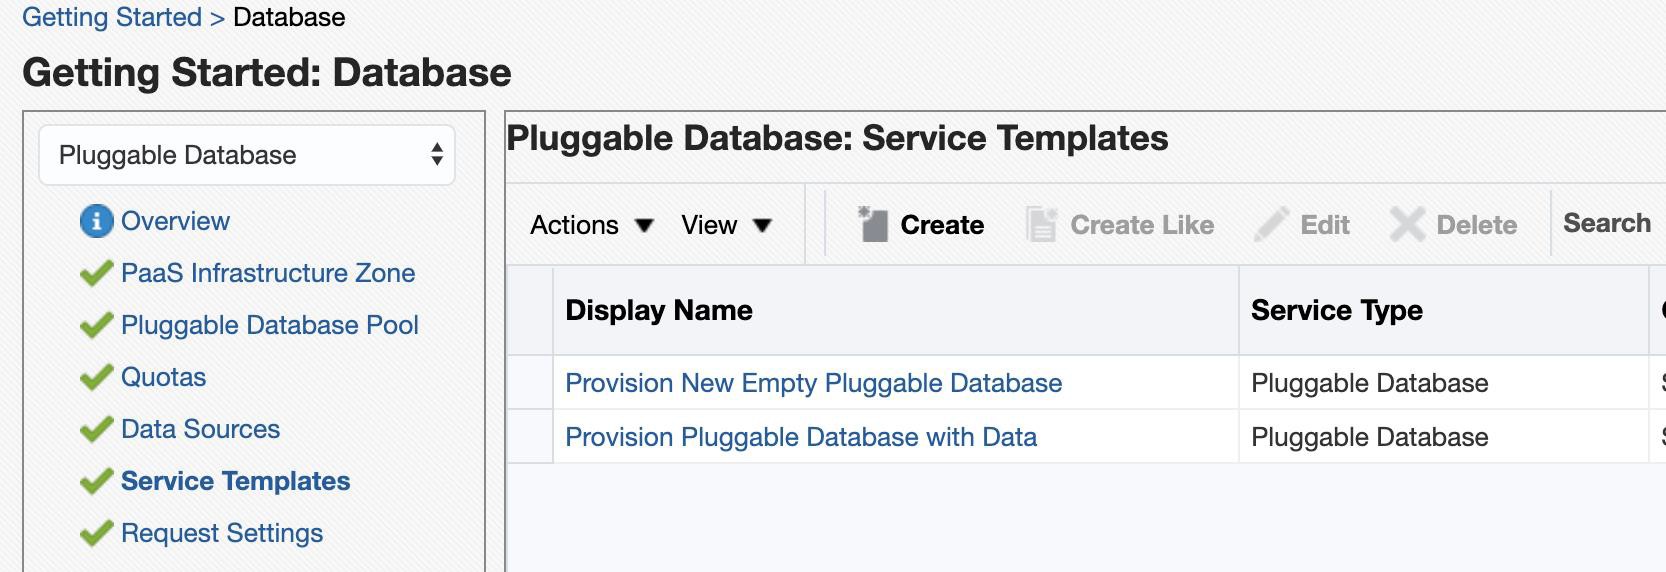 Getting Started > Database
Getting Started: Database
Pluggable Database
Overview
PaaS Infrastructure Zone
Pluggable Database Pool
Quotas
Data Sources
Service Templates
Request Settings
Pluggable Database: Service Templates
Actions View Create Create Like Edit Delete Search
Display Name Service Type
Provision New Empty Pluggable Database Pluggable Database
Provision Pluggable Database with Data Pluggable Database